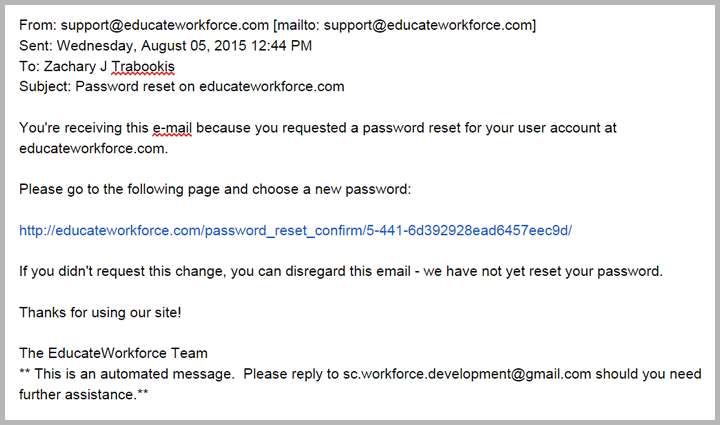 From: support@educateworkforce.com [mailto: support@educateworkforce.com]
Sent: Wednesday, August 05, 2015 12:44 PM
To: Zachary J Trabookis
Subject: Password reset on educateworkforce.com
You're receiving this e-mail because you requested a password reset for your user account at
educateworkforce.com.
Please go to the following page and choose a new password:
http://educateworkforce.com/password_reset_confirm/5-441-6d392928ead6457eec9d/
If you didn't request this change, you can disregard this email - we have not yet reset your password.
Thanks for using our site!
The EducateWorkforce Team
** This is an automated message.  Please reply to sc.workforce.development@gmail.com should you need
further assistance.**